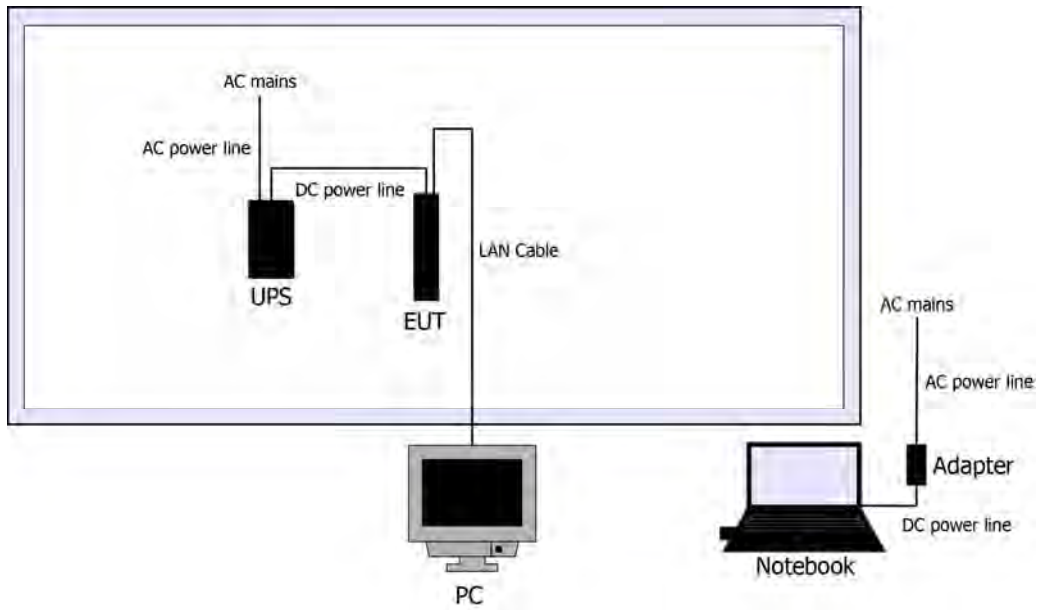 AC mains
AC power line
DC power line
LAN Cable
UPS
EUT
AC mains
AC power line
Adapter
DC power line
Notebook
PC